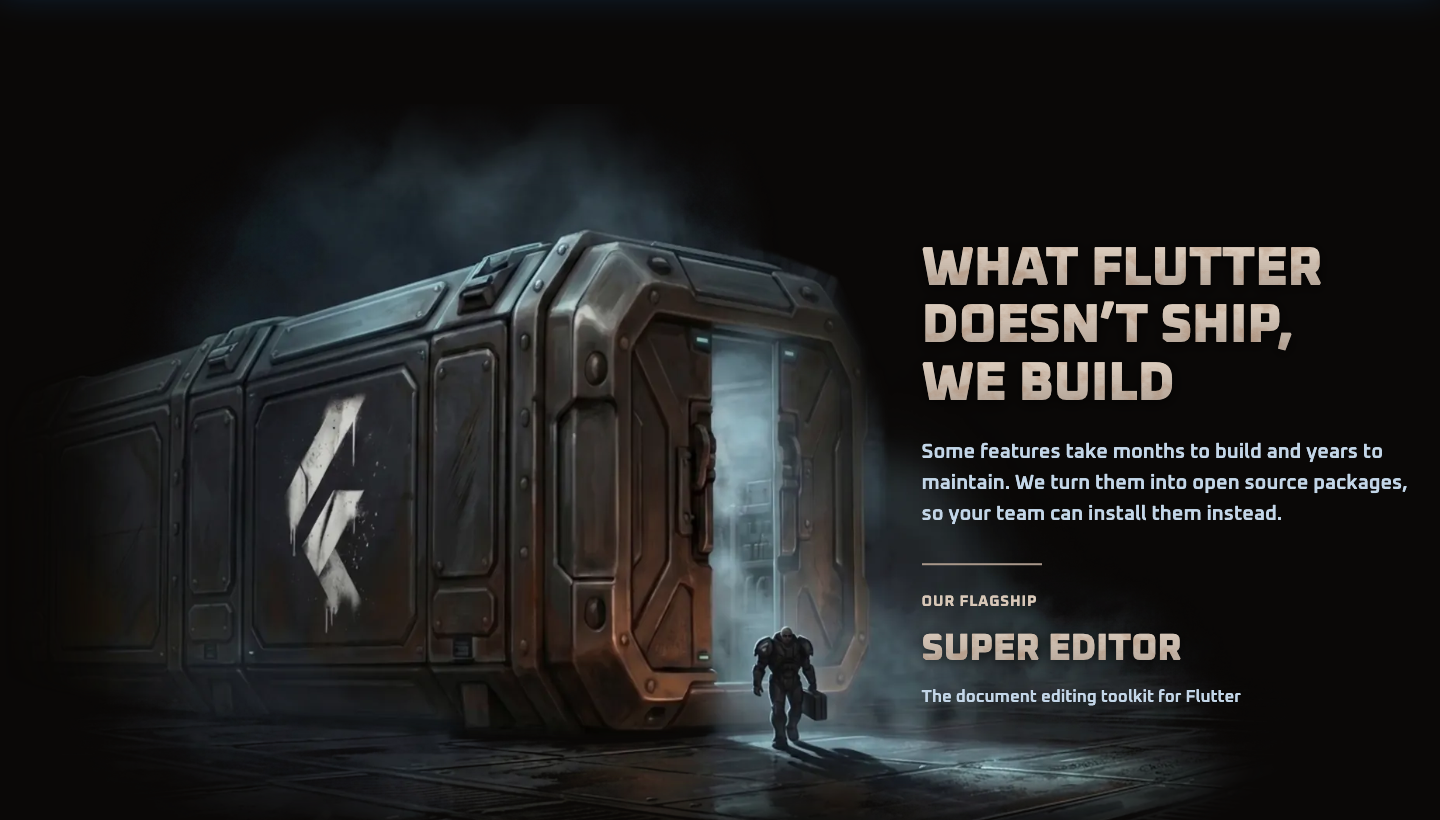 WHAT FLUTTER
DOESN’T SHIP,
WE BUILD
Some features take months to build and years to
maintain. We turn them into open source packages,
so your team can install them instead.
OUR FLAGSHIP
SUPER EDITOR
The document editing toolkit for Flutter